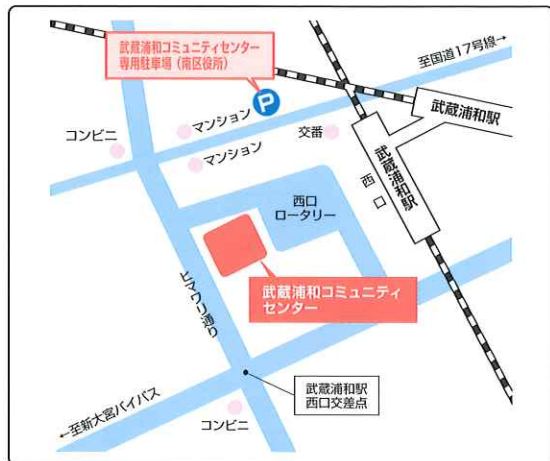 武蔵浦和コミュニティセンター
専用駐車場（南区役所）
至国道17号線→
P
武蔵浦和駅
マンション
コンビニ
交番
マンション
武蔵浦和駅
西口
西口
ロータリー
武蔵浦和コミュニティ
センター
ヒマワリ通り
武蔵浦和駅
西口交差点
←至新大宮バイパス
コンビニ